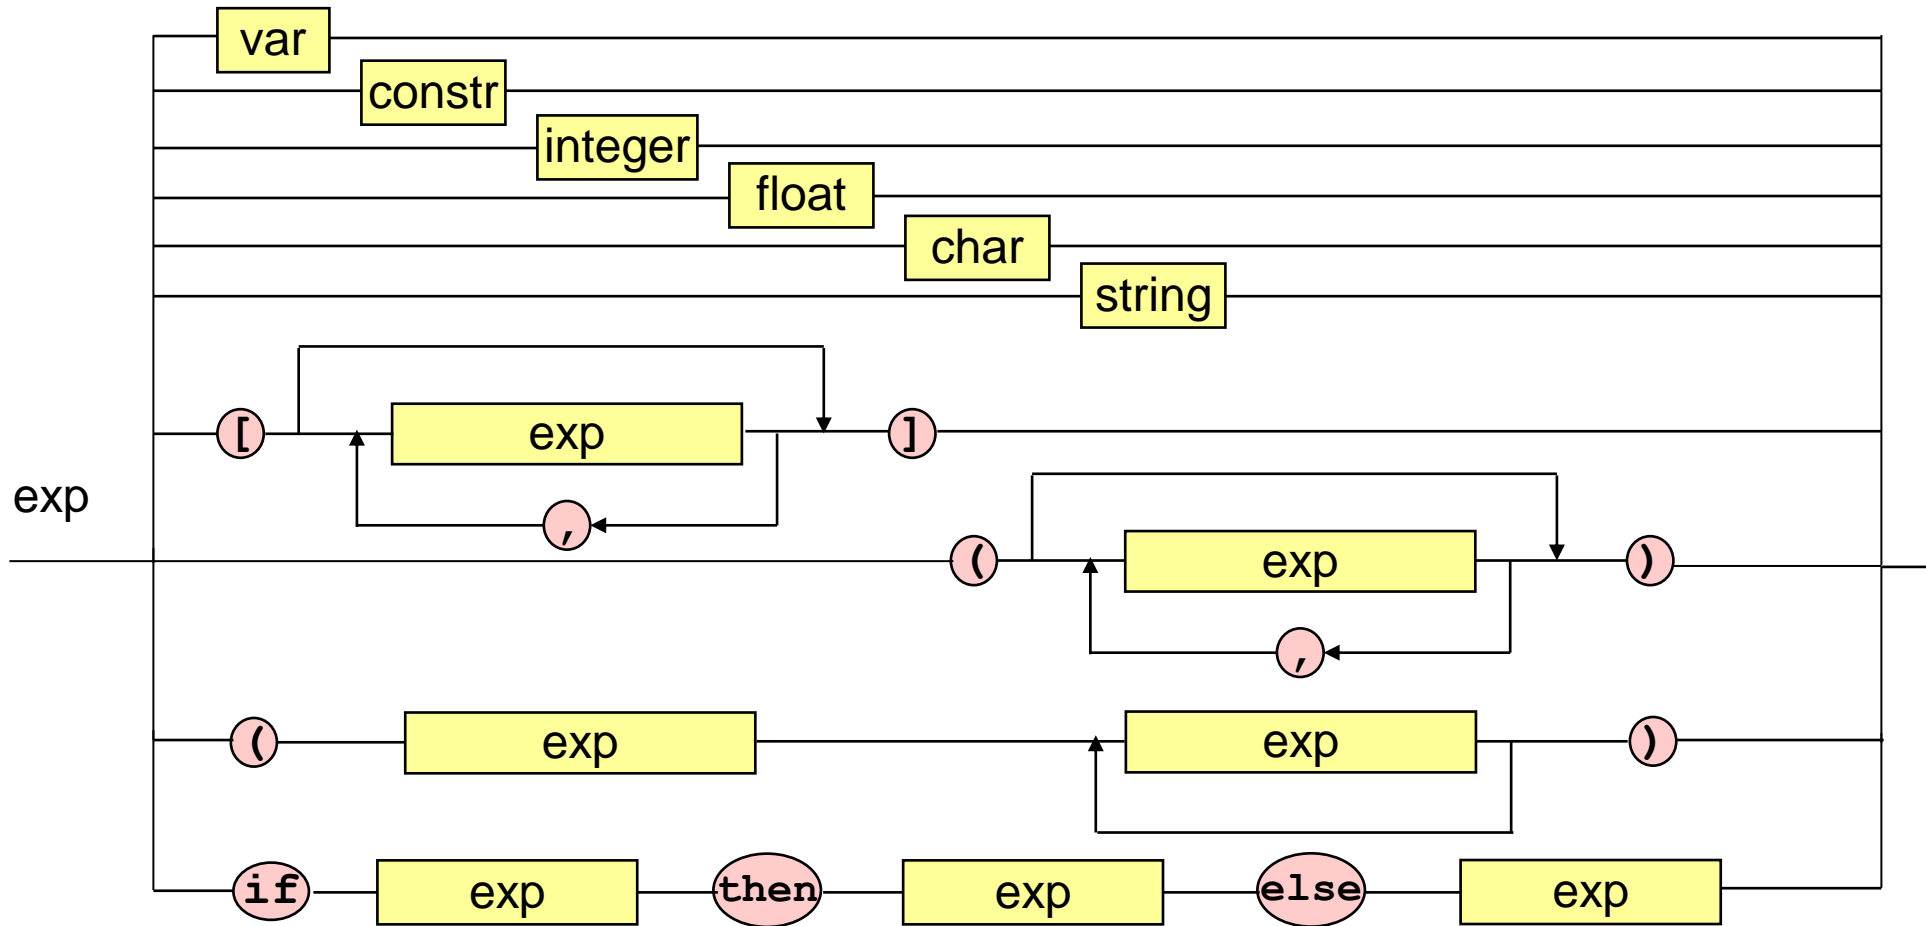 var
constr
integer
float
char
string
[ exp ]
,
exp
( exp )
,
( exp exp )
if exp then exp else exp